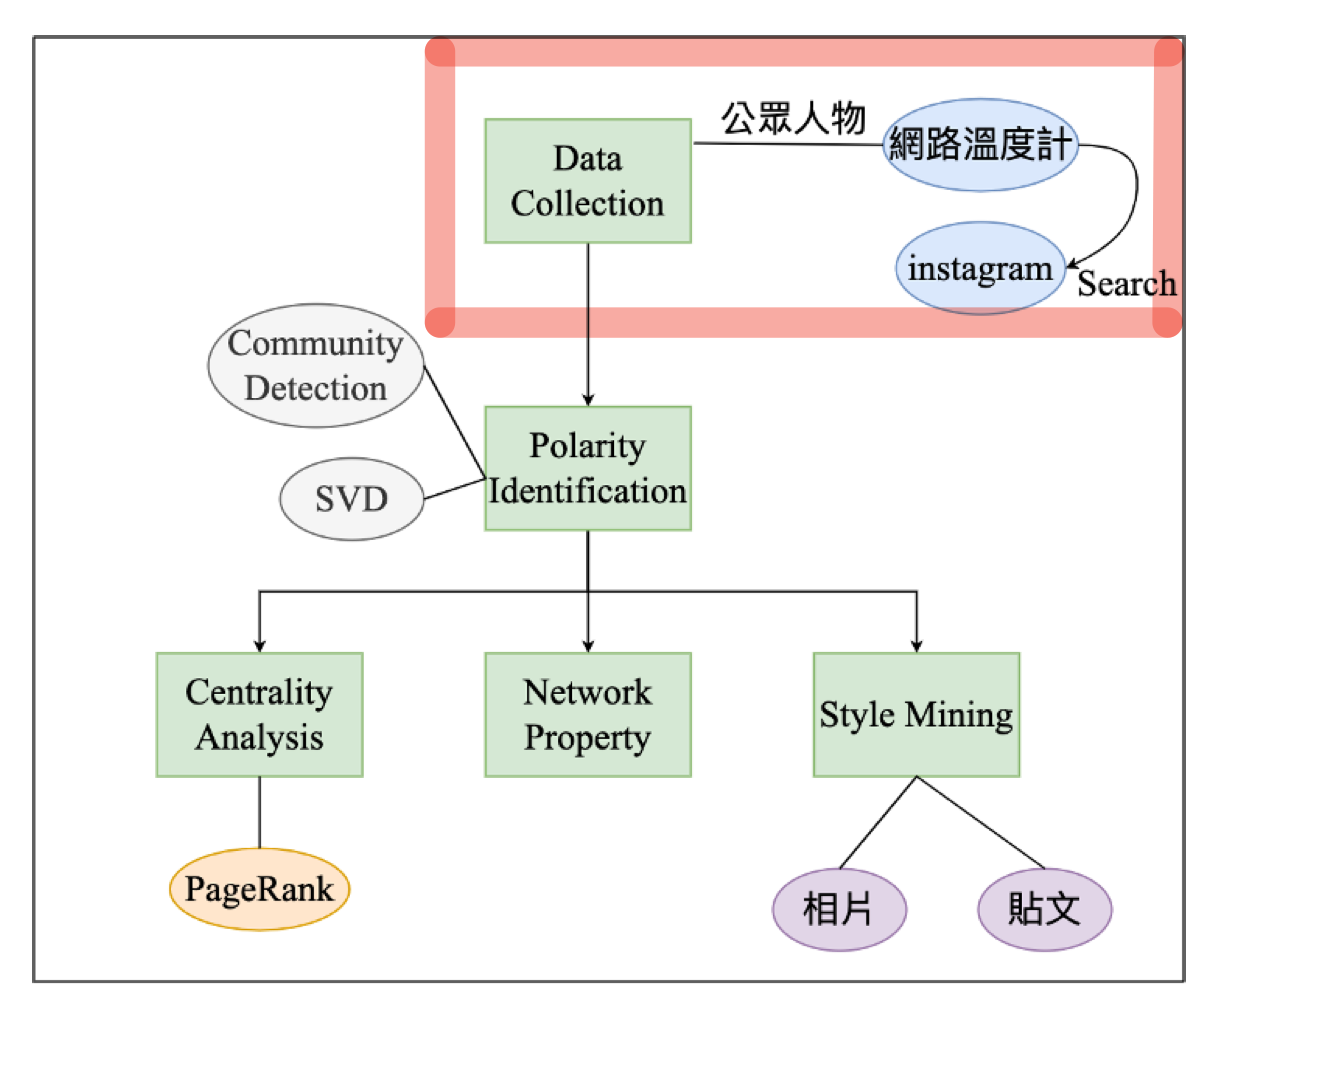 Data
Collection
公眾人物
網路溫度計
instagram
Search
Community
Detection
SVD
Polarity
Identification
Centrality
Analysis
Network
Property
Style Mining
PageRank
相片
貼文